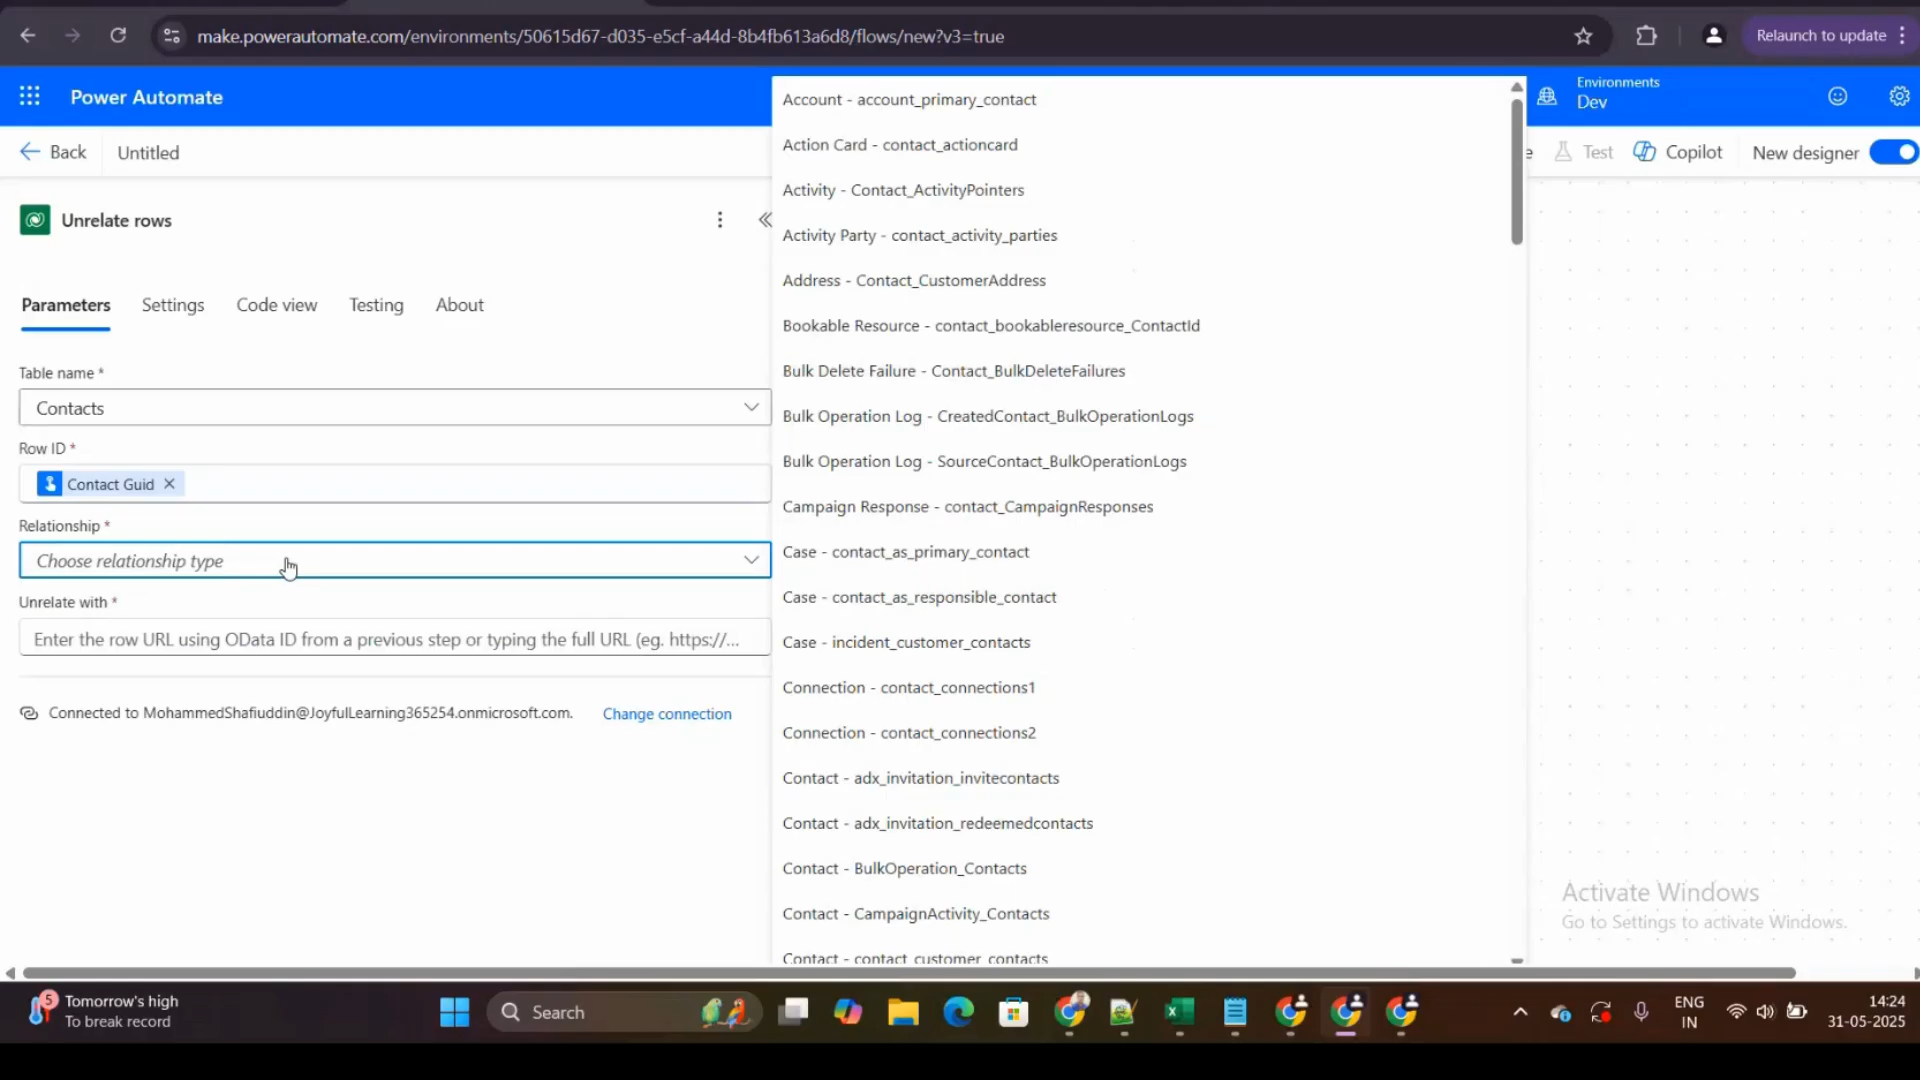 make.powerautomate.com/environments/50615d67-d035-e5cf-a44d-8b4fb613a6d8/flows/new?v3=true
Relaunch to update
Power Automate
Environments
Dev
Back
Untitled
e
Test
Copilot
New designer
Unrelate rows
Parameters
Settings
Code view
Testing
About
Table name *
Contacts
Row ID *
Contact Guid
Relationship *
Choose relationship type
Unrelate with *
Enter the row URL using OData ID from a previous step or typing the full URL (eg. https://...
Connected to MohammedShafiuddin@JoyfulLearning365254.onmicrosoft.com.
Change connection
Account - account_primary_contact
Action Card - contact_actioncard
Activity - Contact_ActivityPointers
Activity Party - contact_activity_parties
Address - Contact_CustomerAddress
Bookable Resource - contact_bookableresource_ContactId
Bulk Delete Failure - Contact_BulkDeleteFailures
Bulk Operation Log - CreatedContact_BulkOperationLogs
Bulk Operation Log - SourceContact_BulkOperationLogs
Campaign Response - contact_CampaignResponses
Case - contact_as_primary_contact
Case - contact_as_responsible_contact
Case - incident_customer_contacts
Connection - contact_connections1
Connection - contact_connections2
Contact - adx_invitation_invitecontacts
Contact - adx_invitation_redeemedcontacts
Contact - BulkOperation_Contacts
Contact - CampaignActivity_Contacts
Contact - contact_customer_contacts
Activate Windows
Go to Settings to activate Windows.
5
Tomorrow's high
To break record
Search
ENG
IN
14:24
31-05-2025